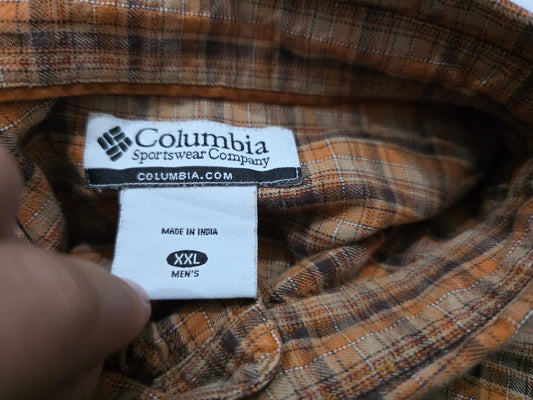 Columbia
Sportswear Company
COLUMBIA.COM
MADE IN INDIA
XXL
MEN'S